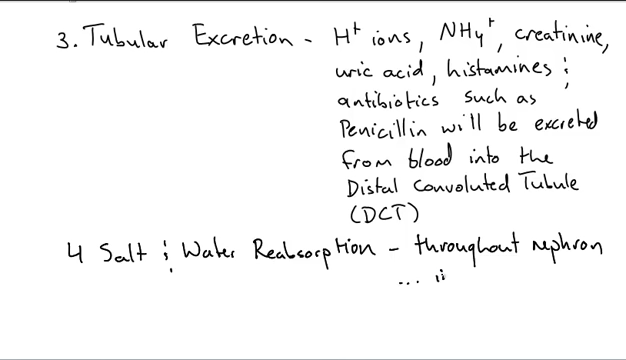 3. Tubular Excretion - H+ ions, NH4+, creatinine,
uric acid, histamines &
antibiotics such as
Penicillin will be excreted
from blood into the
Distal Convoluted Tubule
(DCT)
4 Salt & Water Reabsorption - throughout nephron
...